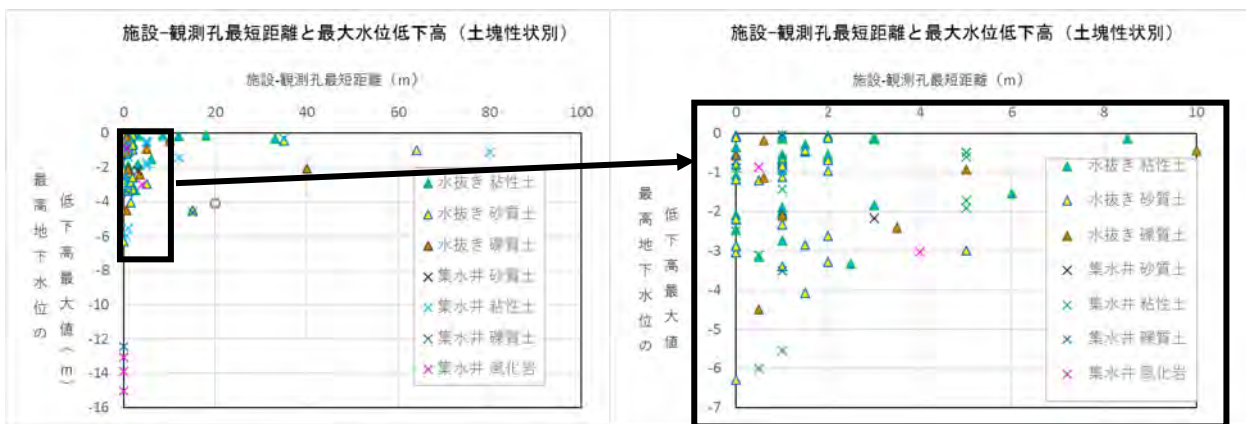 施設-観測孔最短距離と最大水位低下高（土塊性状別）
施設-観測孔最短距離（m）
0 20 40 60 80 100
0
-2
-4
-6
-8
-10
-12
-14
-16
最高地下水位の
低下高最大値（m）
水抜き 粘性土
水抜き 砂質土
水抜き 礫質土
集水井 砂質土
集水井 粘性土
集水井 礫質土
集水井 風化岩
施設-観測孔最短距離と最大水位低下高（土塊性状別）
施設-観測孔最短距離（m）
0 2 4 6 8 10
0
-1
-2
-3
-4
-5
-6
-7
最高地下水位の
低下高最大値
水抜き 粘性土
水抜き 砂質土
水抜き 礫質土
集水井 砂質土
集水井 粘性土
集水井 礫質土
集水井 風化岩